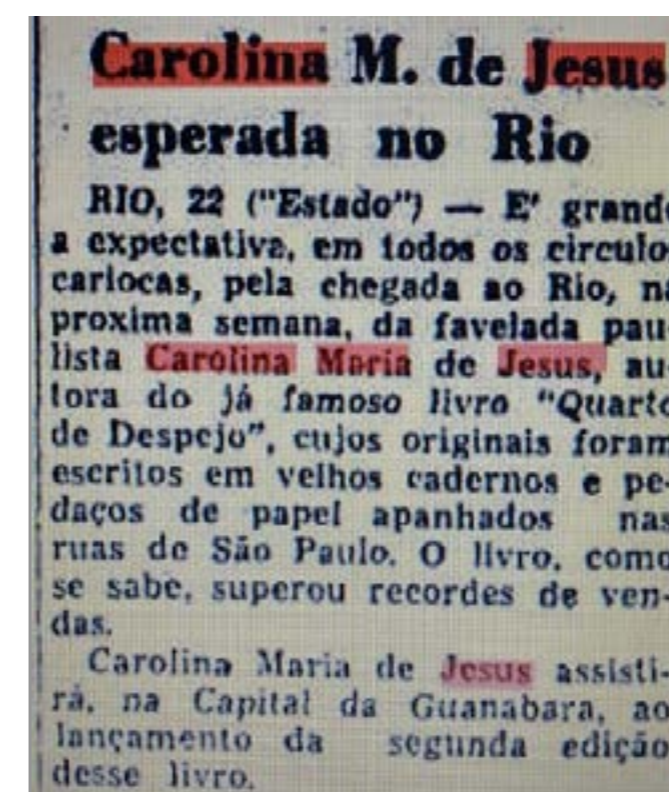 Carolina M. de Jesus
esperada no Rio
RIO, 22 ("Estado") — E' grande
a expectativa, em todos os circulo
cariocas, pela chegada ao Rio, na
proxima semana, da favelada pau-
lista Carolina Maria de Jesus, au-
tora do já famoso livro "Quarto
de Despejo", cujos originais foram
escritos em velhos cadernos e pe-
daços de papel apanhados nas
ruas de São Paulo. O livro, como
se sabe, superou recordes de ven-
das.
Carolina Maria de Jesus assisti-
rá, na Capital da Guanabara, ao
lançamento da segunda edição
desse livro.